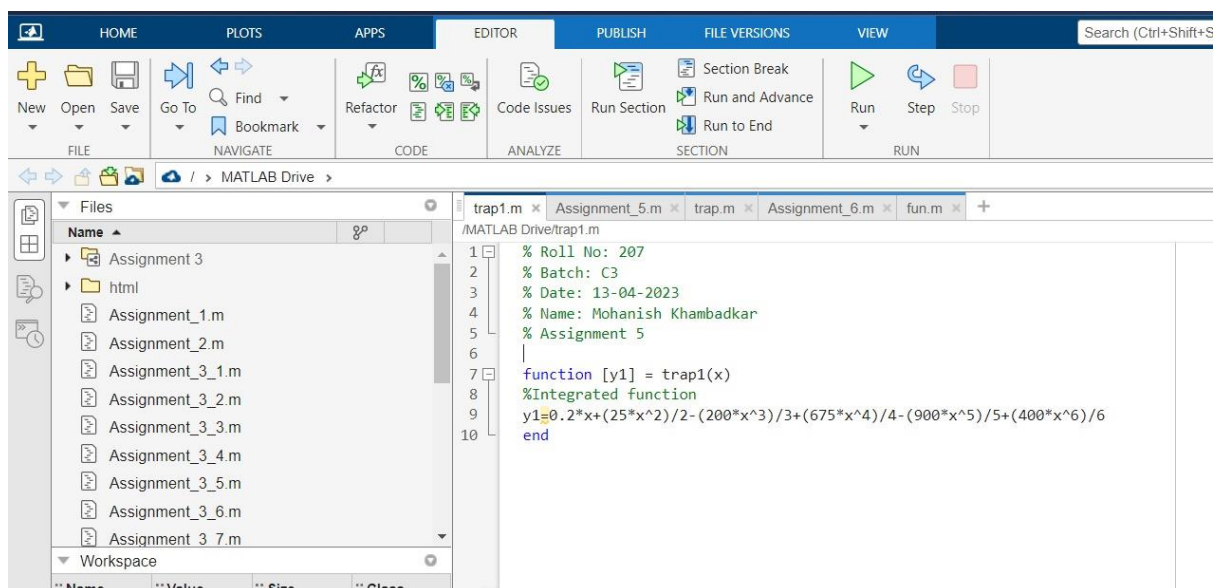 HOME PLOTS APPS EDITOR PUBLISH FILE VERSIONS VIEW Search (Ctrl+Shift+S
New Open Save Go To Find Bookmark Refactor Code Issues Run Section Section Break Run and Advance Run to End Run Step Stop
FILE NAVIGATE CODE ANALYZE SECTION RUN
/ > MATLAB Drive >
Files
Name
Assignment 3
html
Assignment_1.m
Assignment_2.m
Assignment_3_1.m
Assignment_3_2.m
Assignment_3_3.m
Assignment_3_4.m
Assignment_3_5.m
Assignment_3_6.m
Assignment_3_7.m
Workspace
Name Value Size Class
trap1.m × Assignment_5.m × trap.m × Assignment_6.m × fun.m × +
/MATLAB Drive/trap1.m
1 % Roll No: 207
2 % Batch: C3
3 % Date: 13-04-2023
4 % Name: Mohanish Khambadkar
5 % Assignment 5
6
7 function [y1] = trap1(x)
8 %Integrated function
9 y1=0.2*x+(25*x^2)/2-(200*x^3)/3+(675*x^4)/4-(900*x^5)/5+(400*x^6)/6
10 end